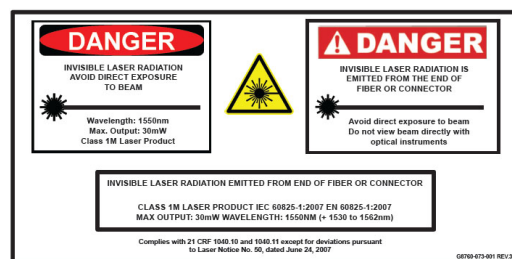 DANGER
INVISIBLE LASER RADIATION
AVOID DIRECT EXPOSURE
TO BEAM
Wavelength: 1550nm
Max. Output: 30mW
Class 1M Laser Product
DANGER
INVISIBLE LASER RADIATION IS
EMITTED FROM THE END OF
FIBER OR CONNECTOR
Avoid direct exposure to beam
Do not view beam directly with
optical instruments
INVISIBLE LASER RADIATION EMITTED FROM END OF FIBER OR CONNECTOR
CLASS 1M LASER PRODUCT IEC 60825-1:2007 EN 60825-1:2007
MAX OUTPUT: 30mW WAVELENGTH: 1550NM (+ 1530 to 1562nm)
Complies with 21 CRF 1040.10 and 1040.11 except for deviations pursuant
to Laser Notice No. 50, dated June 24, 2007
G8760-073-001 REV.3